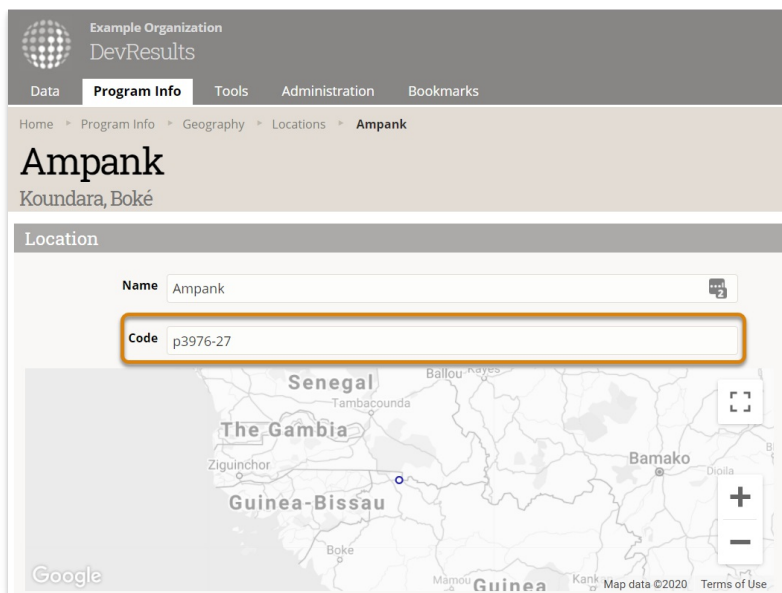 Example Organization
DevResults
Data Program Info Tools Administration Bookmarks
Home Program Info Geography Locations Ampank
Ampank
Koundara, Boké
Location
Name Ampank
2
Code p3976-27
Ballou Kayes
Senegal
Tambacounda
The Gambia
Bamako
Ziguinchor
Dioila
Guinea-Bissau
Boke
Google
Mamou Guinea Kank Map data ©2020 Terms of Use